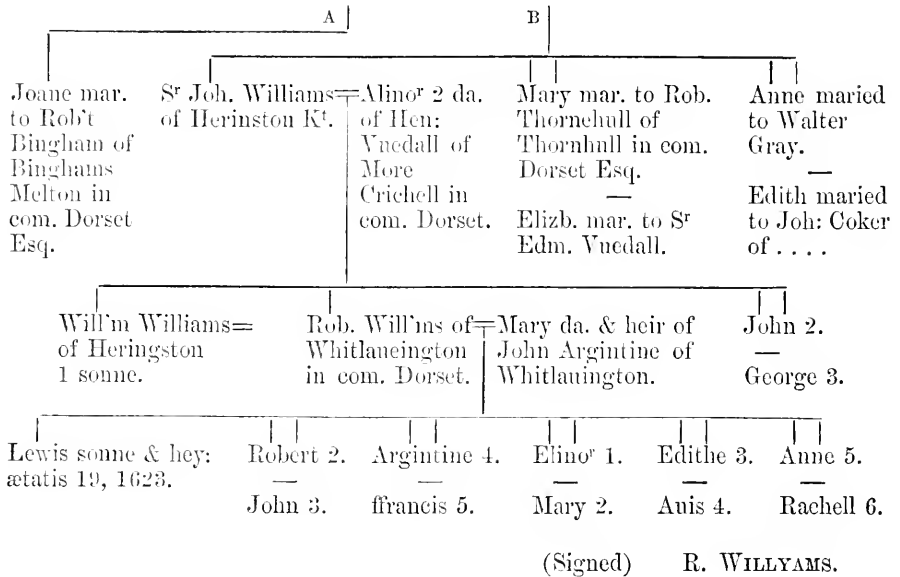 A B
Joane mar.
to Rob't
Bingham of
Binghams
Melton in
com. Dorset
Esq.
Sʳ Joh. Williams=
of Herinston Kᵗ.
Alinoʳ 2 da.
of Hen:
Vuedall of
More
Crichell in
com. Dorset.
Mary mar. to Rob.
Thornehull of
Thornhull in com.
Dorset Esq.
—
Elizb. mar. to Sʳ
Edm. Vuedall.
Anne maried
to Walter
Gray.
—
Edith maried
to Joh: Coker
of . . . .
Will'm Williams=
of Heringston
1 sonne.
Rob. Will'ms of=
Whitlaucington
in com. Dorset.
Mary da. & heir of
John Argintine of
Whitlauington.
John 2.
—
George 3.
Lewis sonne & hey:
ætatis 19, 1623.
Robert 2.
—
John 3.
Argintine 4.
—
ffrancis 5.
Elinoʳ 1.
—
Mary 2.
Edithe 3.
—
Auis 4.
Anne 5.
—
Rachell 6.
(Signed) R. WILLYAMS.